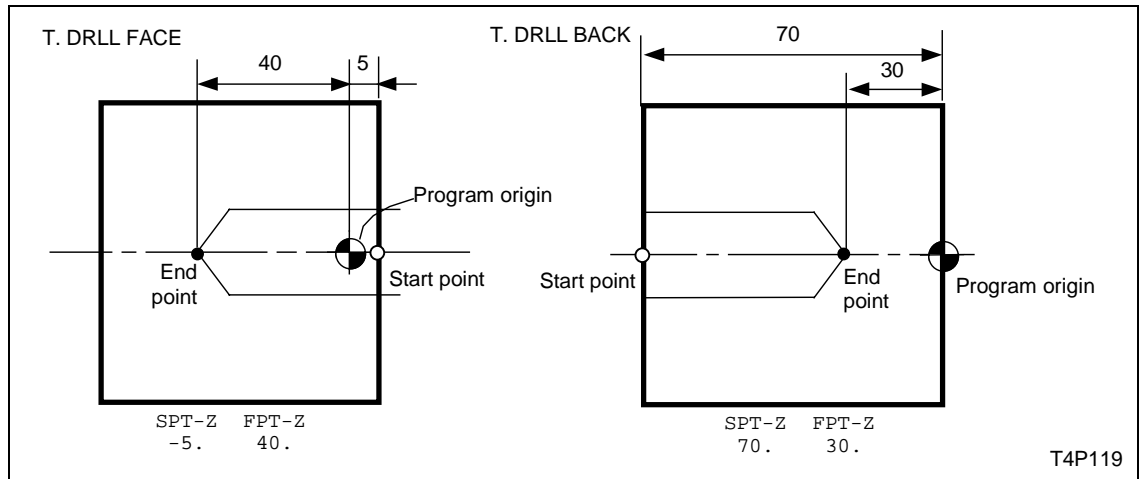 T. DRLL FACE
40
5
Program origin
End
point
Start point
SPT-Z FPT-Z
-5. 40.
T. DRLL BACK
70
30
Start point
End
point
Program origin
SPT-Z FPT-Z
70. 30.
T4P119